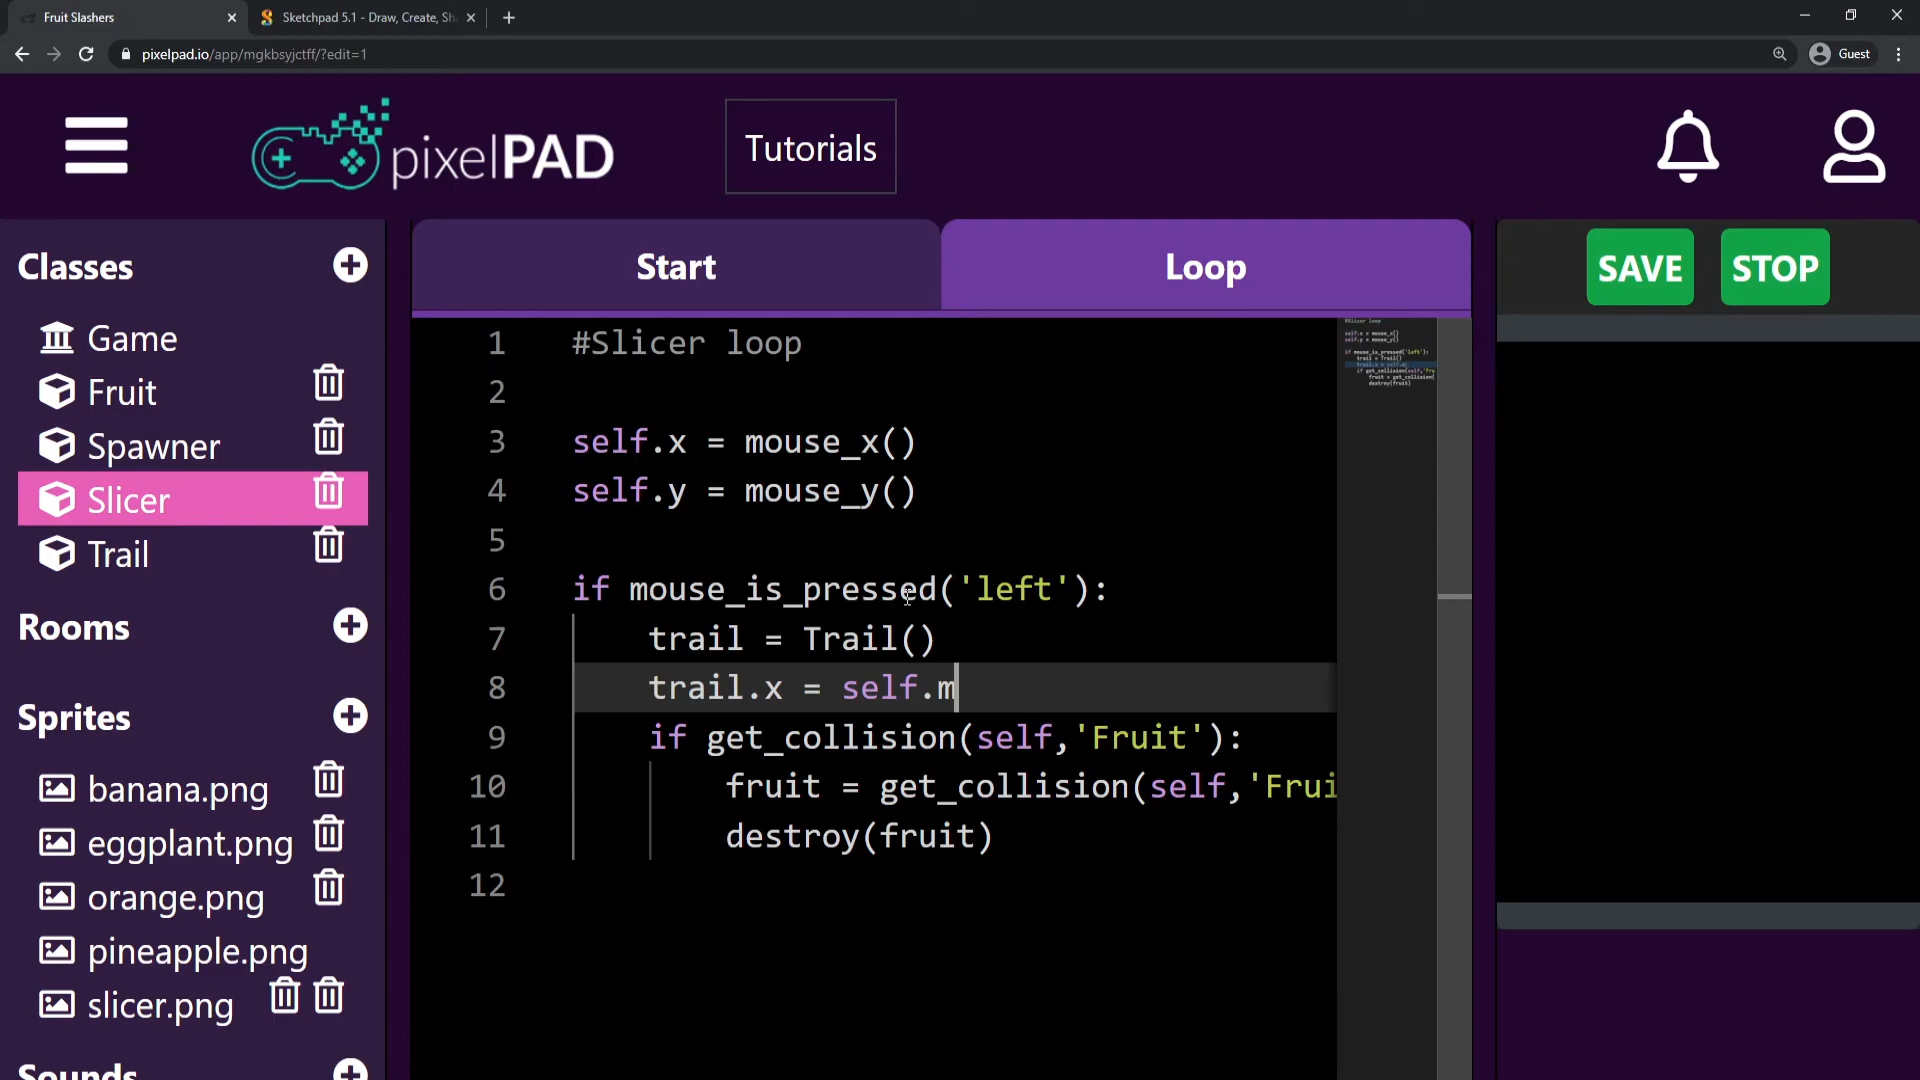 Fruit Slashers
Sketchpad 5.1 - Draw, Create, Sh
pixelpad.io/app/mgkbsyjctff/?edit=1
Guest
pixelPAD
Tutorials
Classes
Game
Fruit
Spawner
Slicer
Trail
Rooms
Sprites
banana.png
eggplant.png
orange.png
pineapple.png
slicer.png
Sounds
Start
Loop
1 #Slicer loop
2
3 self.x = mouse_x()
4 self.y = mouse_y()
5
6 if mouse_is_pressed('left'):
7 trail = Trail()
8 trail.x = self.m
9 if get_collision(self,'Fruit'):
10 fruit = get_collision(self,'Frui
11 destroy(fruit)
12
SAVE
STOP